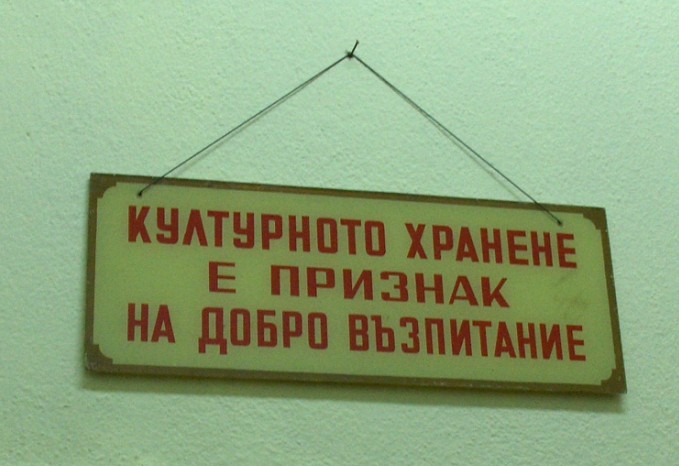 КУЛТУРНОТО ХРАНЕНЕ
Е ПРИЗНАК
НА ДОБРО ВЪЗПИТАНИЕ